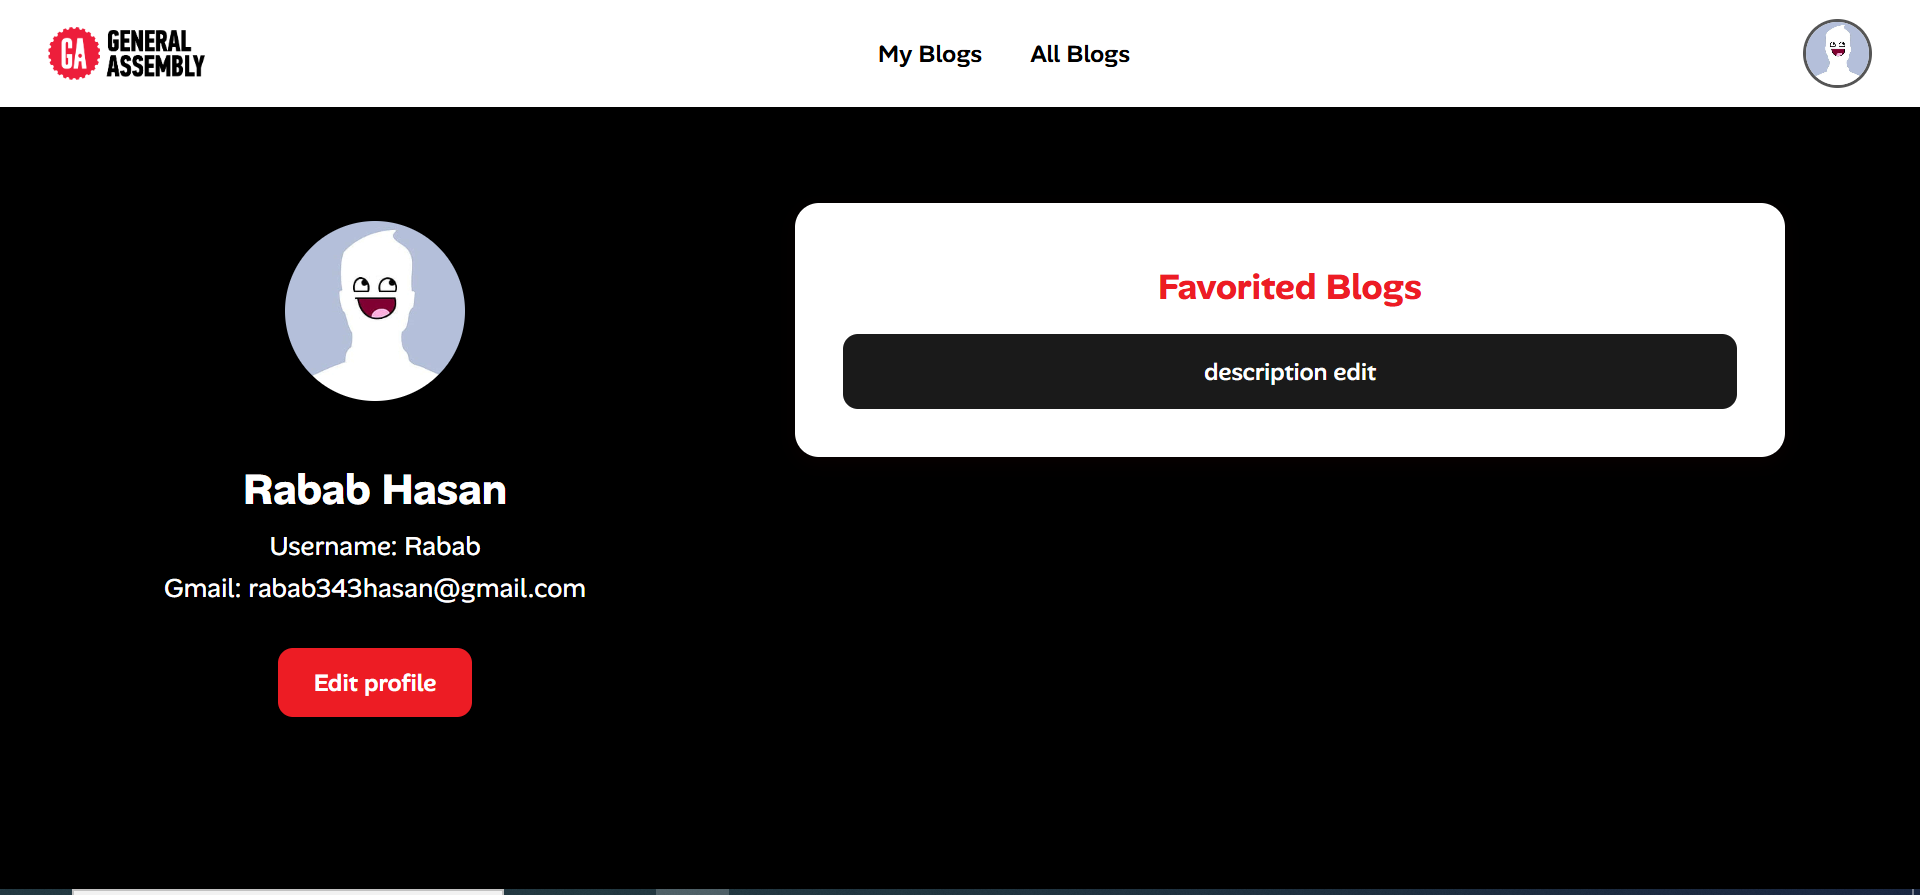 GA GENERAL
ASSEMBLY
My Blogs
All Blogs
Rabab Hasan
Username: Rabab
Gmail: rabab343hasan@gmail.com
Edit profile
Favorited Blogs
description edit